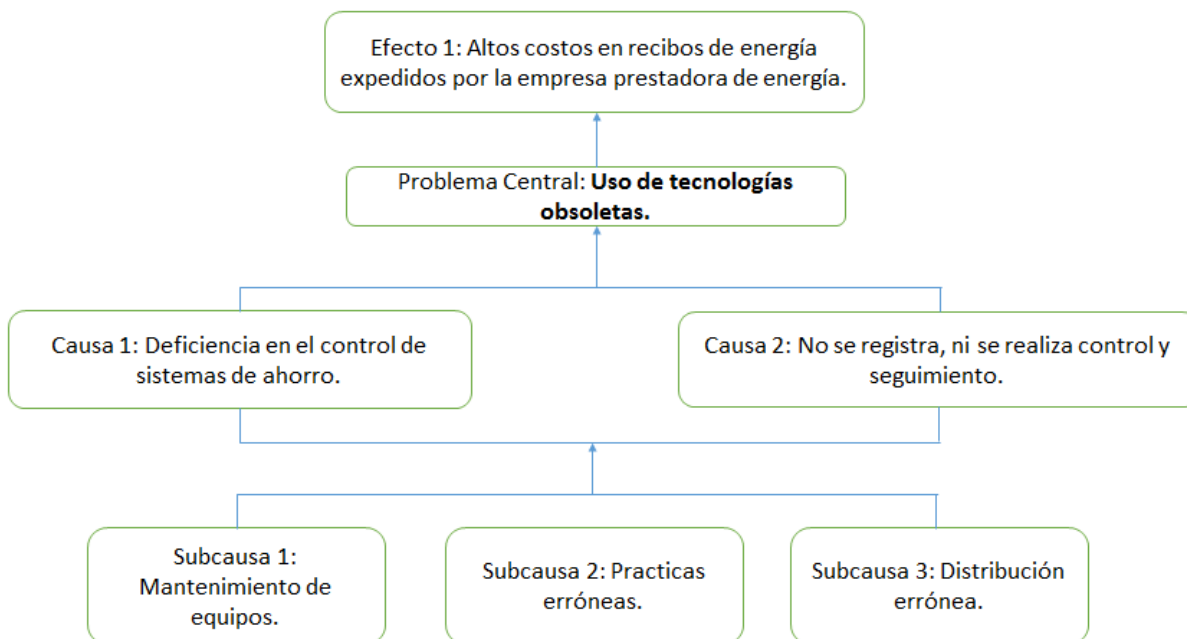 Efecto 1: Altos costos en recibos de energía
expedidos por la empresa prestadora de energía.
Problema Central: Uso de tecnologías
obsoletas.
Causa 1: Deficiencia en el control de
sistemas de ahorro.
Causa 2: No se registra, ni se realiza control y
seguimiento.
Subcausa 1:
Mantenimiento de
equipos.
Subcausa 2: Practicas
erróneas.
Subcausa 3: Distribución
errónea.